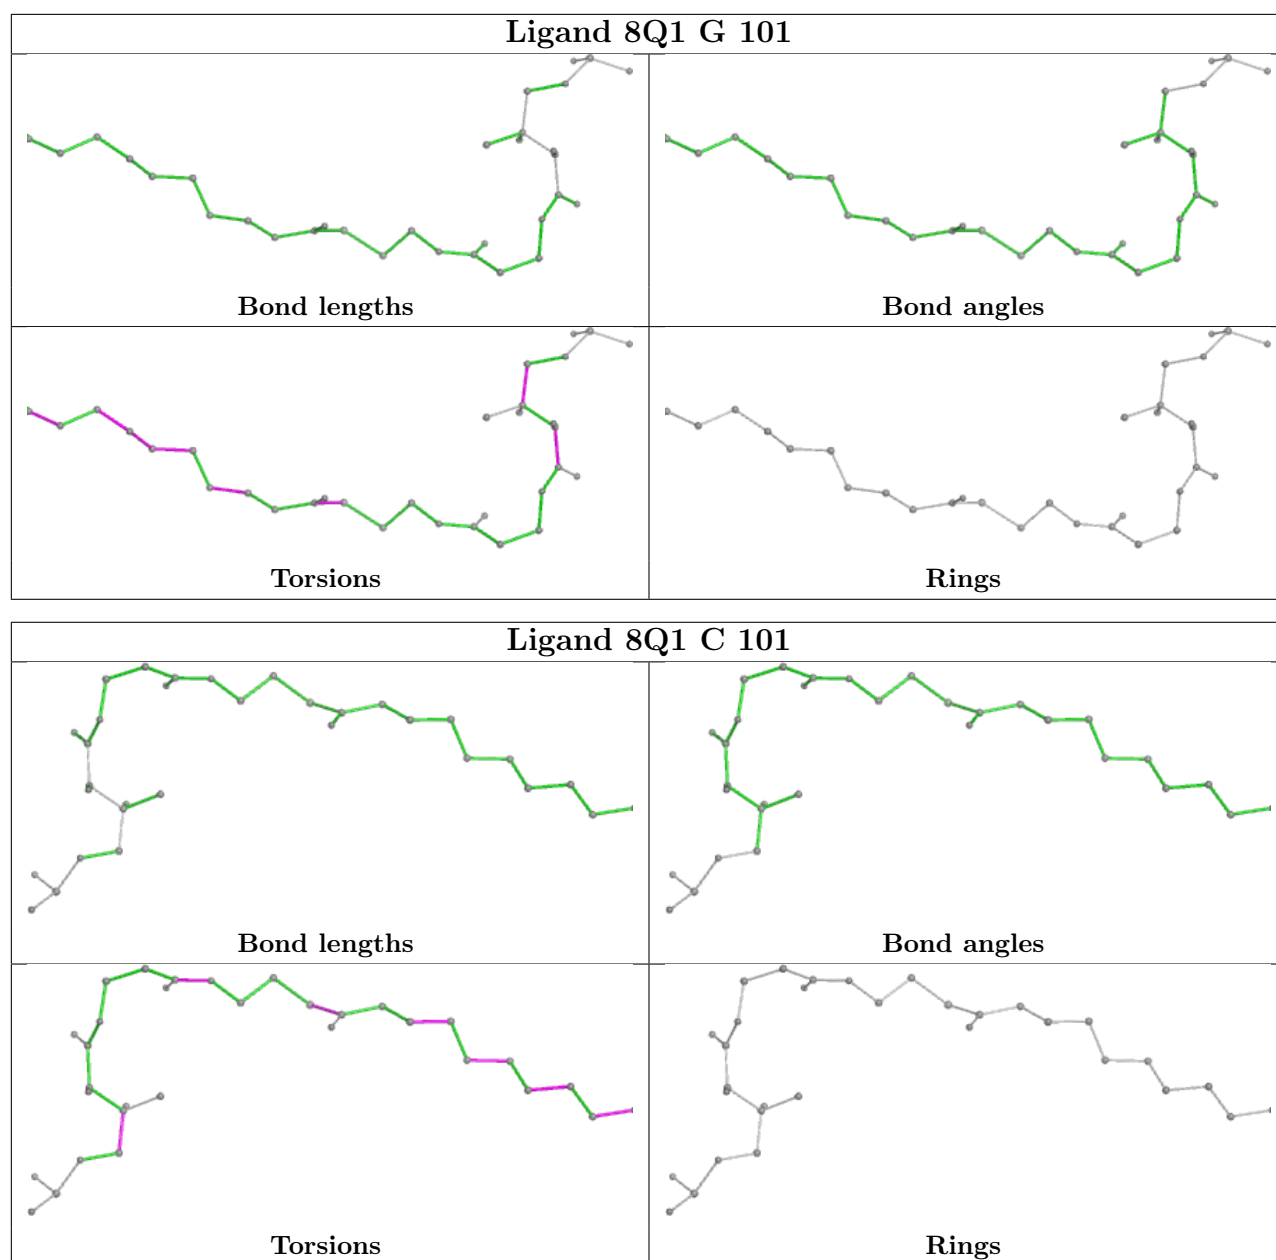 Ligand 8Q1 G 101
Bond lengths
Bond angles
Torsions
Rings
Ligand 8Q1 C 101
Bond lengths
Bond angles
Torsions
Rings